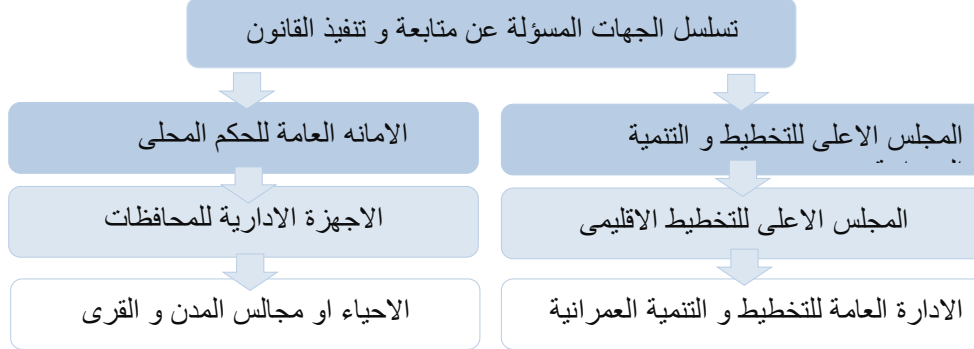 تسلسل الجهات المسؤلة عن متابعة و تنفيذ القانون
المجلس الاعلى للتخطيط و التنمية
الامانه العامة للحكم المحلى
المجلس الاعلى للتخطيط الاقليمى
الاجهزة الادارية للمحافظات
الادارة العامة للتخطيط و التنمية العمرانية
الاحياء او مجالس المدن و القرى